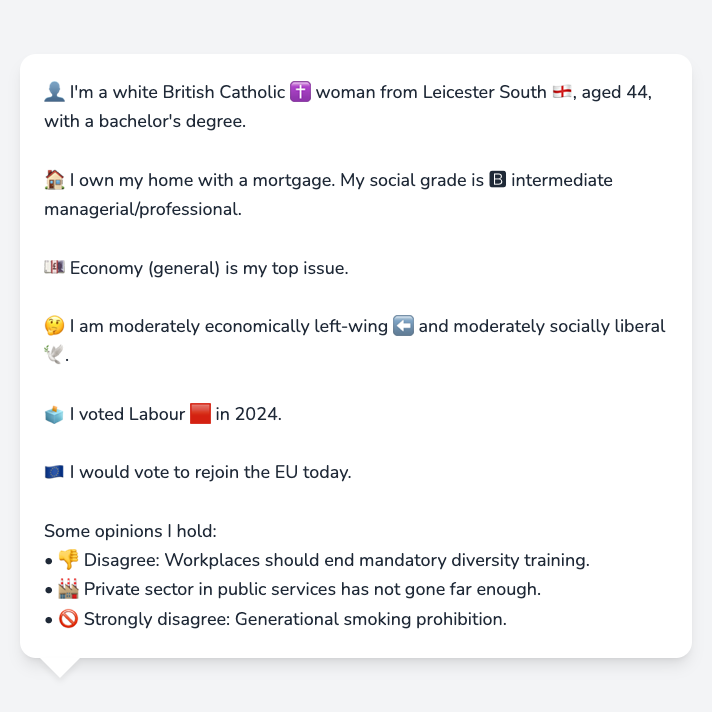 👤 I'm a white British Catholic ✝️ woman from Leicester South 🏴󠁧󠁢󠁥󠁮󠁧󠁿, aged 44,
with a bachelor's degree.
🏠 I own my home with a mortgage. My social grade is 🅱 intermediate
managerial/professional.
💷 Economy (general) is my top issue.
🤔 I am moderately economically left-wing ⬅️ and moderately socially liberal
🕊️.
🗳️ I voted Labour 🟥 in 2024.
🇪🇺 I would vote to rejoin the EU today.
Some opinions I hold:
• 👎 Disagree: Workplaces should end mandatory diversity training.
• 🏭 Private sector in public services has not gone far enough.
• 🚫 Strongly disagree: Generational smoking prohibition.